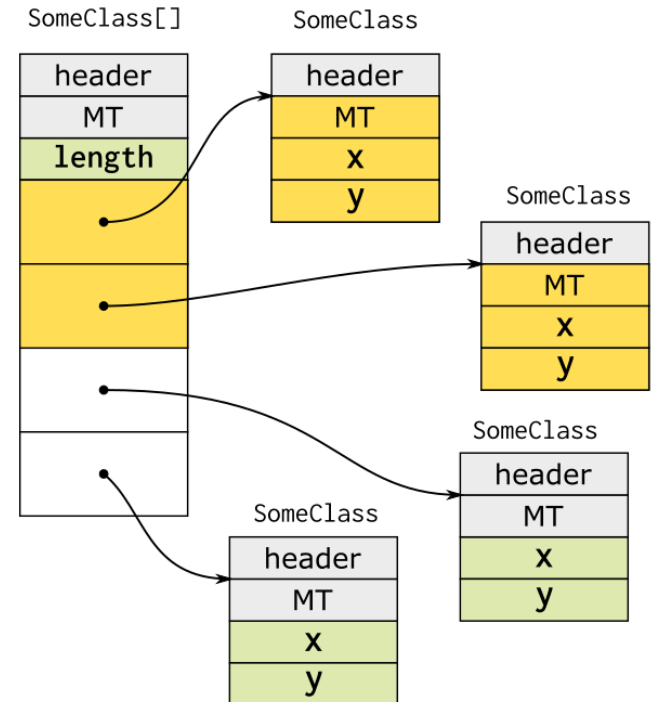 SomeClass[]
header
MT
length
SomeClass
header
MT
x
y
SomeClass
header
MT
x
y
SomeClass
header
MT
x
y
SomeClass
header
MT
x
y